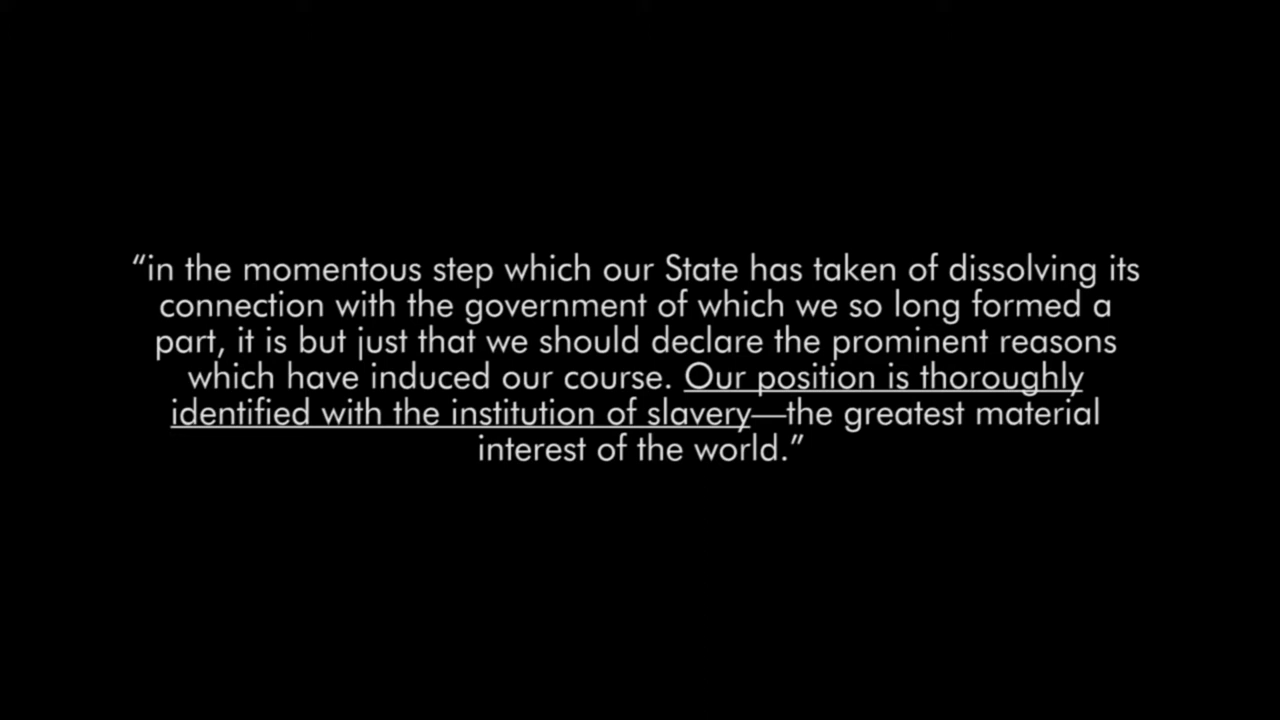 “in the momentous step which our State has taken of dissolving its
connection with the government of which we so long formed a
part, it is but just that we should declare the prominent reasons
which have induced our course. Our position is thoroughly
identified with the institution of slavery—the greatest material
interest of the world.”